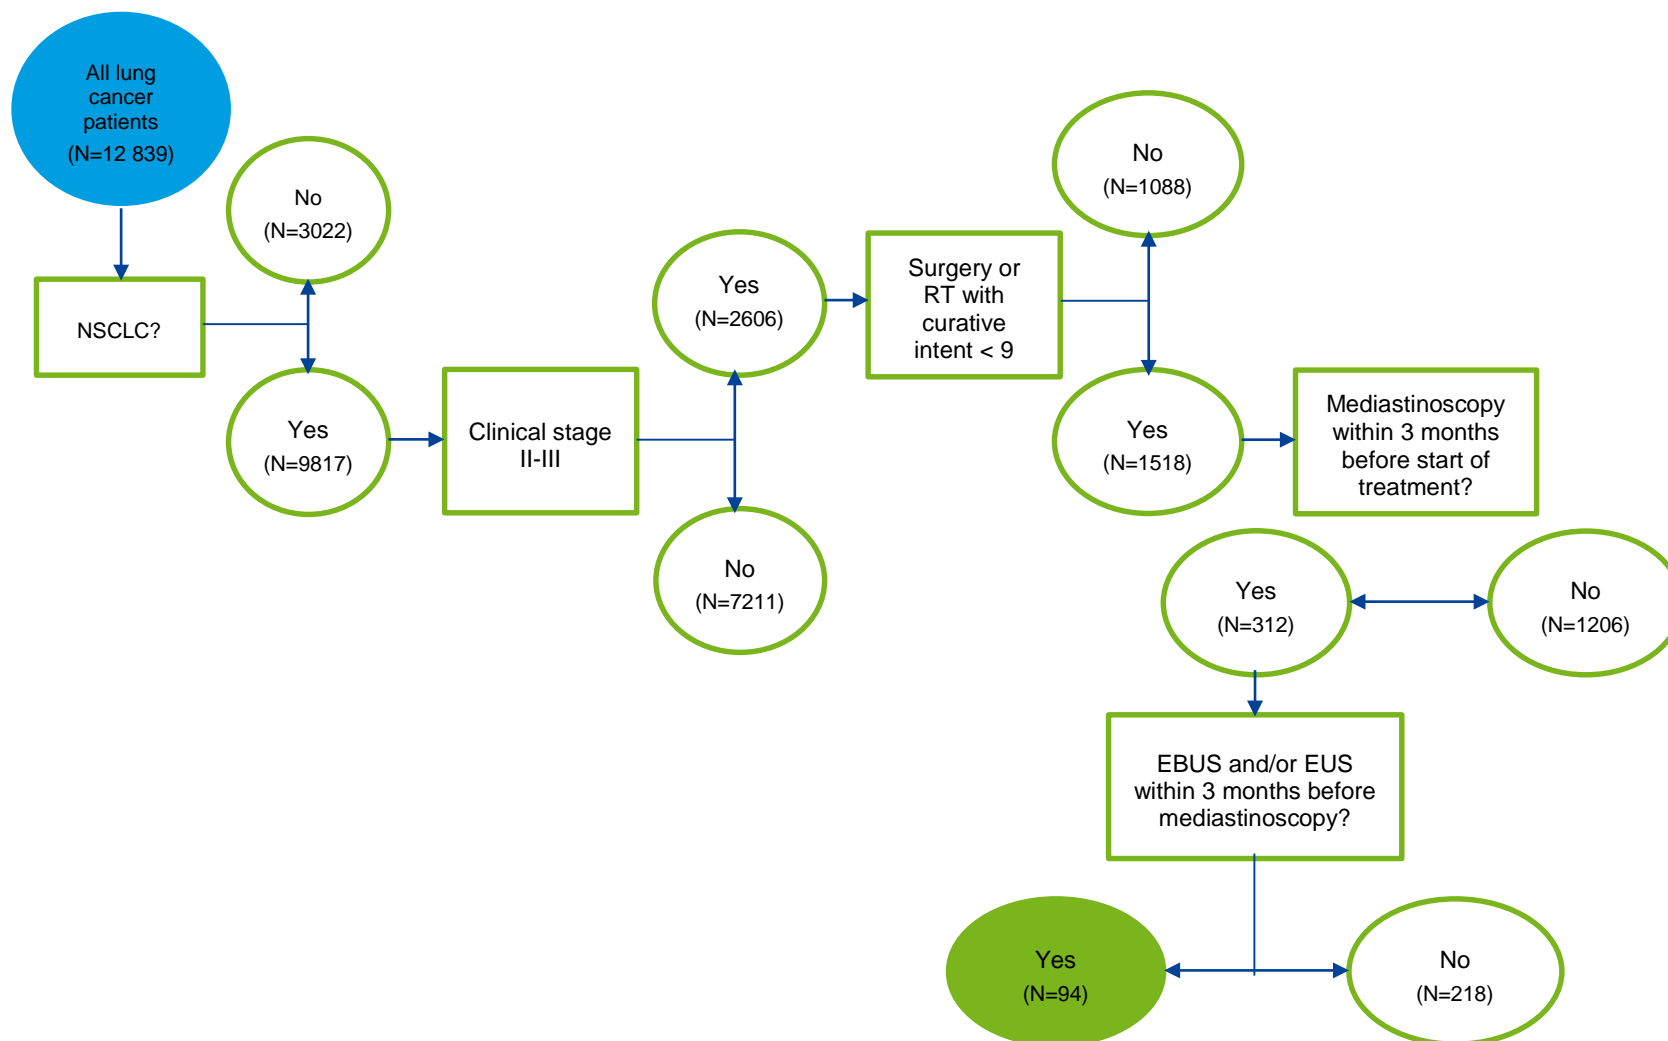 All lung
cancer
patients
(N=12 839)
NSCLC?
No
(N=3022)
Yes
(N=9817)
Clinical stage
II-III
Yes
(N=2606)
No
(N=7211)
Surgery or
RT with
curative
intent < 9
No
(N=1088)
Yes
(N=1518)
Mediastinoscopy
within 3 months
before start of
treatment?
Yes
(N=312)
No
(N=1206)
EBUS and/or EUS
within 3 months before
mediastinoscopy?
Yes
(N=94)
No
(N=218)